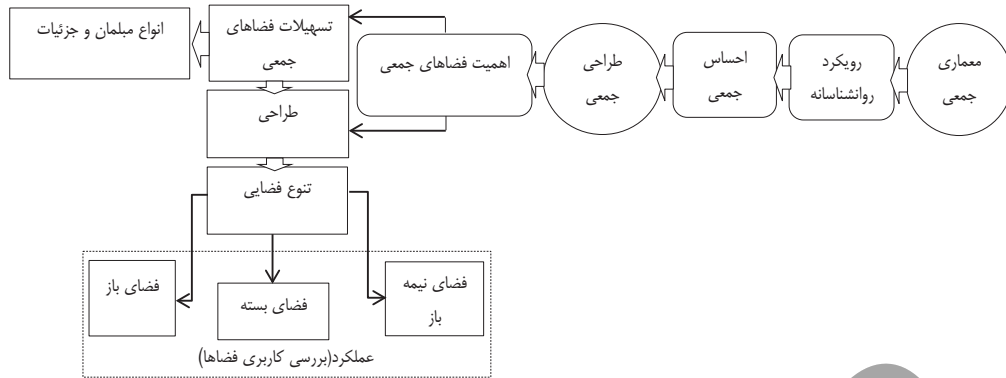 معماری
جمعی
رویکرد
روانشناسانه
احساس
جمعی
طراحی
جمعی
اهمیت فضاهای جمعی
تسهیلات فضاهای
جمعی
انواع مبلمان و جزئیات
طراحی
تنوع فضایی
فضای نیمه
باز
فضای بسته
فضای باز
عملکرد(بررسی کاربری فضاها)